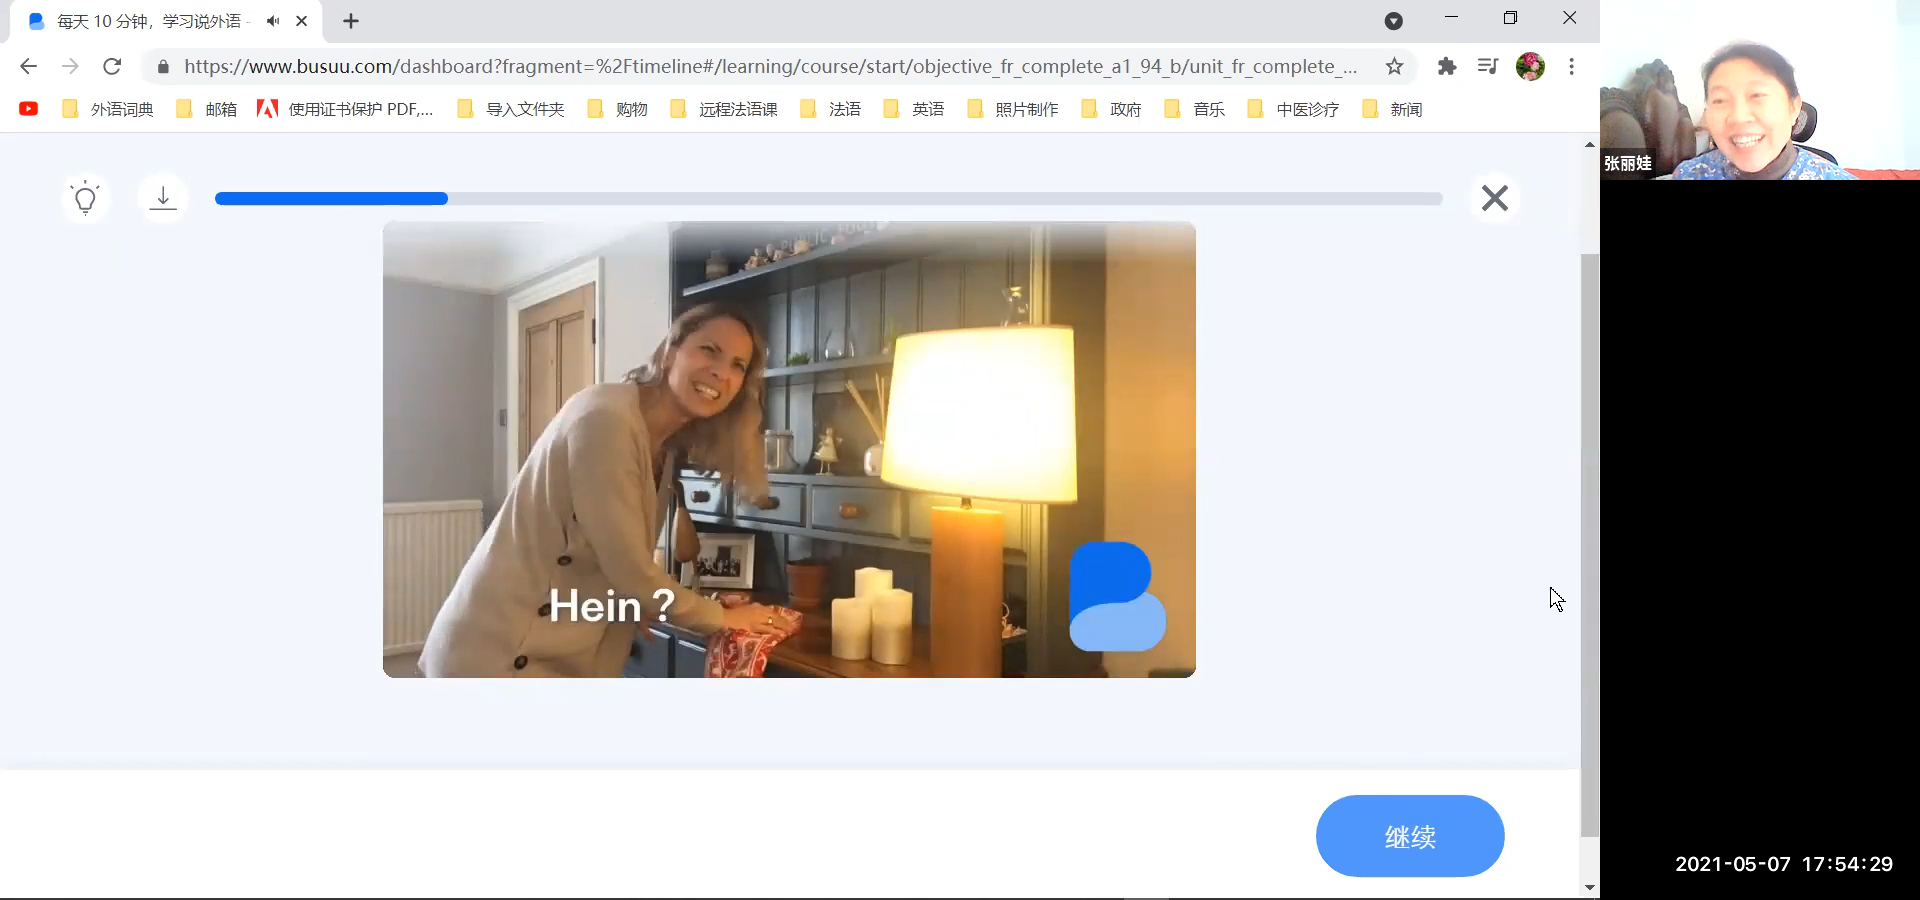 每天 10 分钟，学习说外语 -
https://www.busuu.com/dashboard?fragment=%2Ftimeline#/learning/course/start/objective_fr_complete_a1_94_b/unit_fr_complete_...
外语词典 邮箱 使用证书保护 PDF,... 导入文件夹 购物 远程法语课 法语 英语 照片制作 政府 音乐 中医诊疗 新闻
张丽娃
PUBLIC
Hein ?
继续
2021-05-07 17:54:29